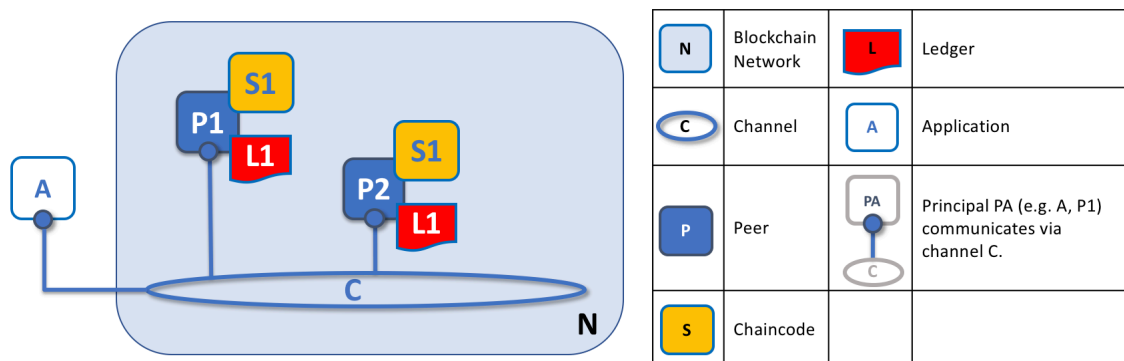 S1
P1
L1
S1
P2
L1
A
C
N
N
Blockchain
Network
L
Ledger
C
Channel
A
Application
P
Peer
PA
C
Principal PA (e.g. A, P1)
communicates via
channel C.
S
Chaincode